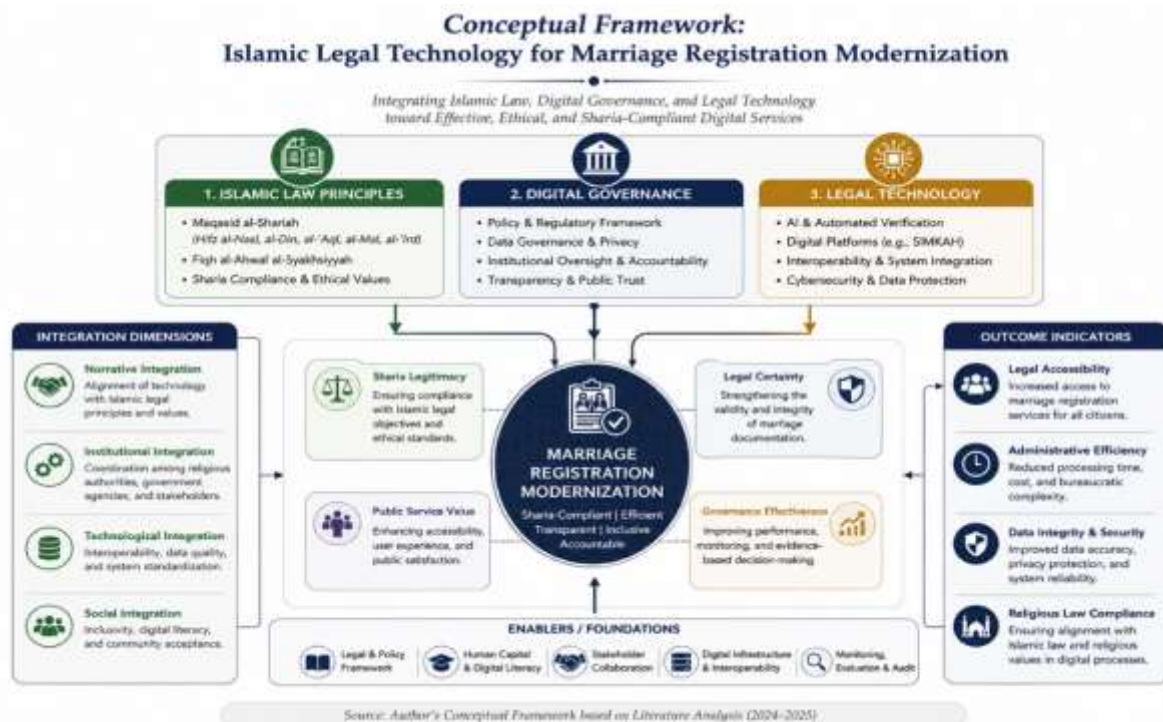 Conceptual Framework:
Islamic Legal Technology for Marriage Registration Modernization
Integrating Islamic Law, Digital Governance, and Legal Technology
toward Effective, Ethical, and Sharia-Compliant Digital Services
1. ISLAMIC LAW PRINCIPLES
• Maqasid al-Shariah
(Hifz al-Nasl, al-Din, al-'Aql, al-Mal, al-'Ird)
• Fiqh al-Ahwal al-Syakhsiyyah
• Sharia Compliance & Ethical Values
2. DIGITAL GOVERNANCE
• Policy & Regulatory Framework
• Data Governance & Privacy
• Institutional Oversight & Accountability
• Transparency & Public Trust
3. LEGAL TECHNOLOGY
• AI & Automated Verification
• Digital Platforms (e.g., SIMKAH)
• Interoperability & System Integration
• Cybersecurity & Data Protection
INTEGRATION DIMENSIONS
Integration
Alignment of technology
with Islamic legal
principles and values.
Institutional Integration
Coordination among religious
authorities, government
agencies, and stakeholders.
Technological Integration
Interoperability, data quality,
and system standardization.
Social Integration
Inclusivity, digital literacy,
and community acceptance.
Sharia Legitimacy
Ensuring compliance
with Islamic legal
objectives and
ethical standards.
Public Service Value
Enhancing accessibility,
user experience, and
public satisfaction.
MARRIAGE
REGISTRATION
MODERNIZATION
Sharia-Compliant | Efficient
Transparent | Inclusive
Accountable
Legal Certainty
Strengthening the
validity and integrity
of marriage
documentation.
Governance Effectiveness
Improving performance,
monitoring, and evidence-
based decision-making.
OUTCOME INDICATORS
Legal Accessibility
Increased access to
marriage registration
services for all citizens.
Administrative Efficiency
Reduced processing time,
cost, and bureaucratic
complexity.
Data Integrity & Security
Improved data accuracy,
privacy protection, and
system reliability.
Religious Law Compliance
Ensuring alignment with
Islamic law and religious
values in digital processes.
ENABLERS / FOUNDATIONS
Legal & Policy
Framework
Human Capital
& Digital Literacy
Stakeholder
Collaboration
Digital Infrastructure
& Interoperability
Monitoring,
Evaluation & Audit
Source: Author's Conceptual Framework based on Literature Analysis (2024–2025)